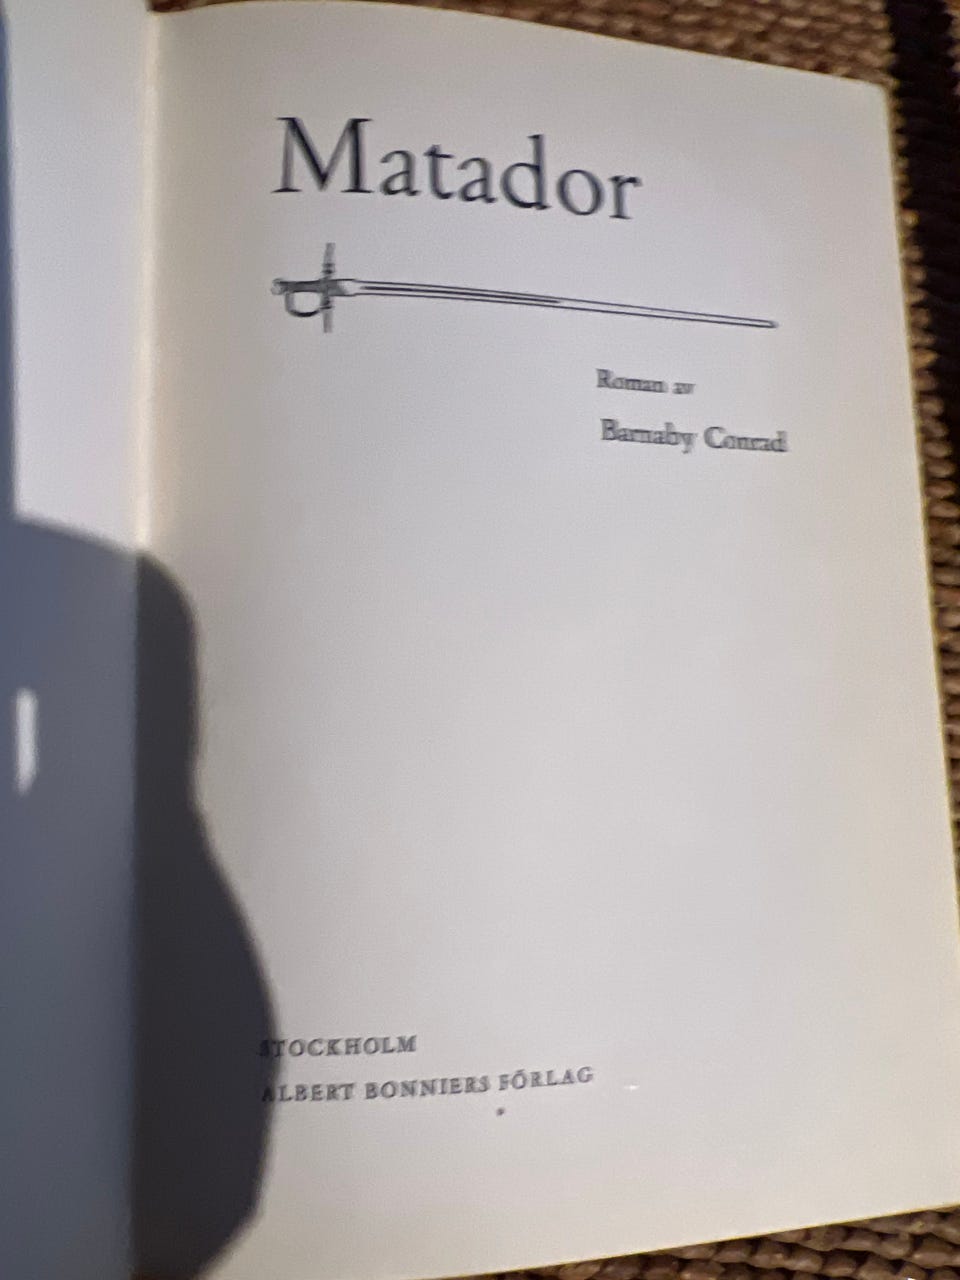 Matador
Roman av
Barnaby Conrad
STOCKHOLM
ALBERT BONNIERS FÖRLAG